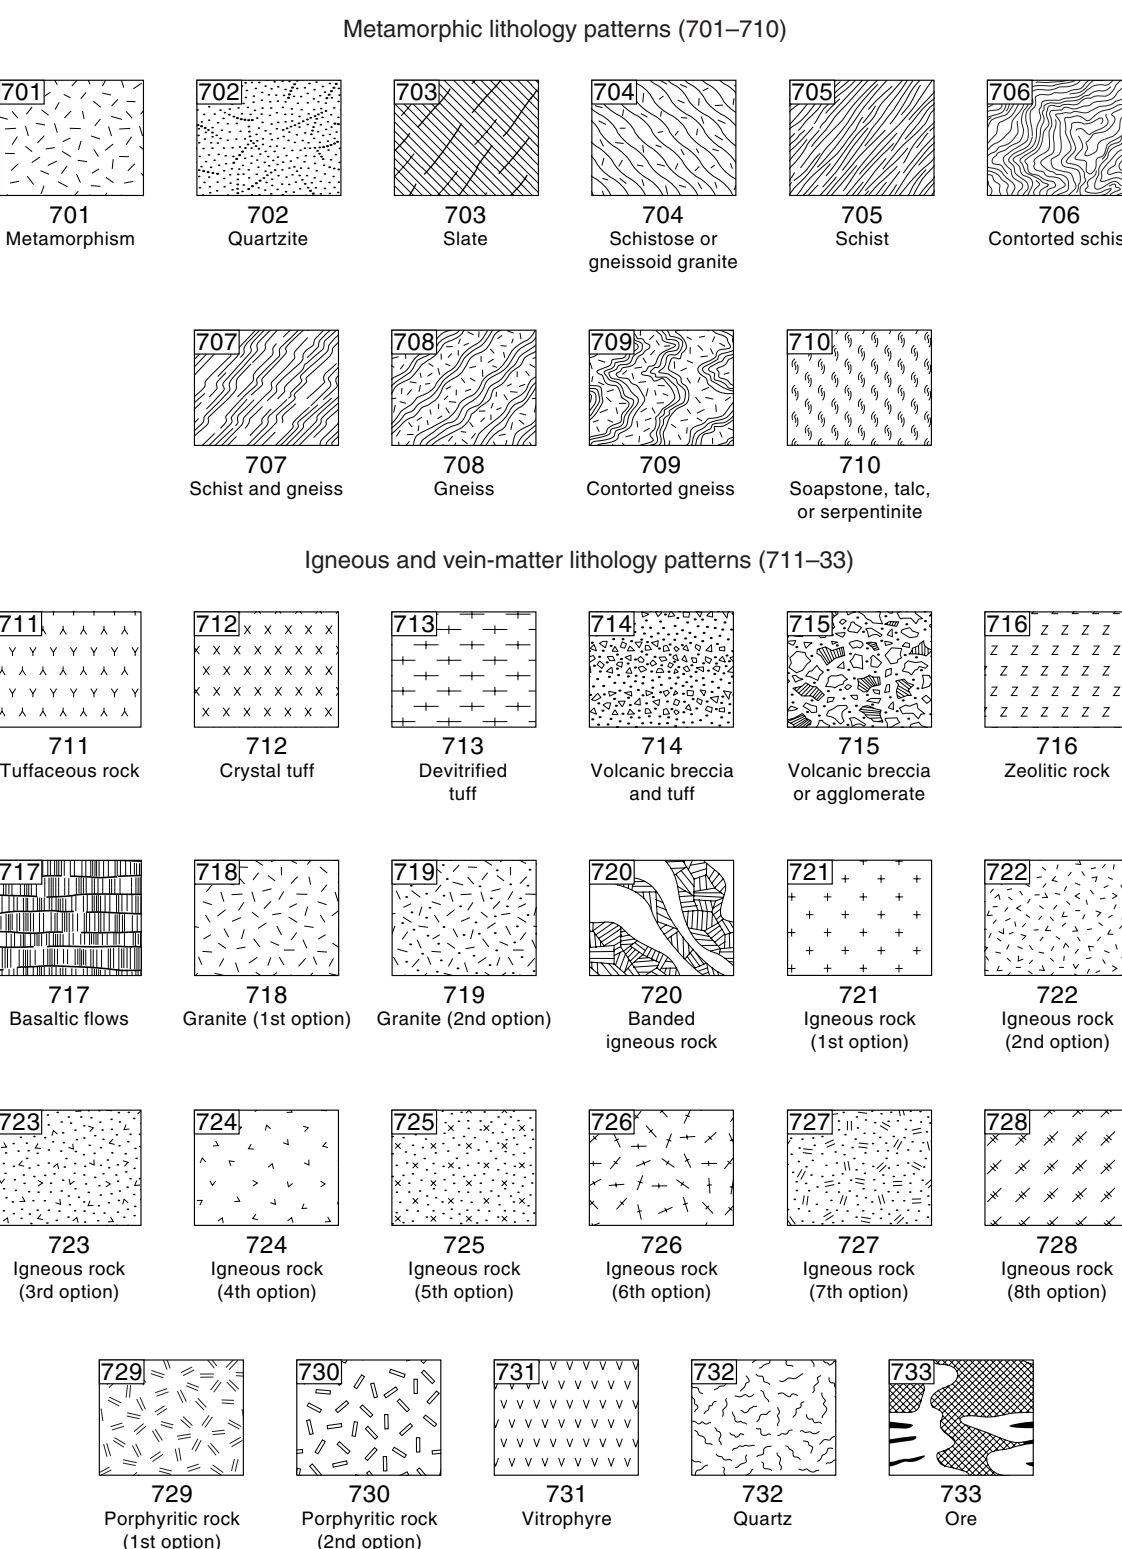 Metamorphic lithology patterns (701–710)
701 702 703 704 705 706
701 702 703 704 705 706
Metamorphism Quartzite Slate Schistose or Schist Contorted schis
gneissoid granite
707 708 709 710
707 708 709 710
Schist and gneiss Gneiss Contorted gneiss Soapstone, talc,
or serpentinite
Igneous and vein-matter lithology patterns (711–33)
711 712 713 714 715 716
711 712 713 714 715 716
Tuffaceous rock Crystal tuff Devitrified Volcanic breccia Volcanic breccia Zeolitic rock
tuff and tuff or agglomerate
717 718 719 720 721 722
717 718 719 720 721 722
Basaltic flows Granite (1st option) Granite (2nd option) Banded Igneous rock Igneous rock
igneous rock (1st option) (2nd option)
723 724 725 726 727 728
723 724 725 726 727 728
Igneous rock Igneous rock Igneous rock Igneous rock Igneous rock Igneous rock
(3rd option) (4th option) (5th option) (6th option) (7th option) (8th option)
729 730 731 732 733
729 730 731 732 733
Porphyritic rock Porphyritic rock Vitrophyre Quartz Ore
(1st option) (2nd option)